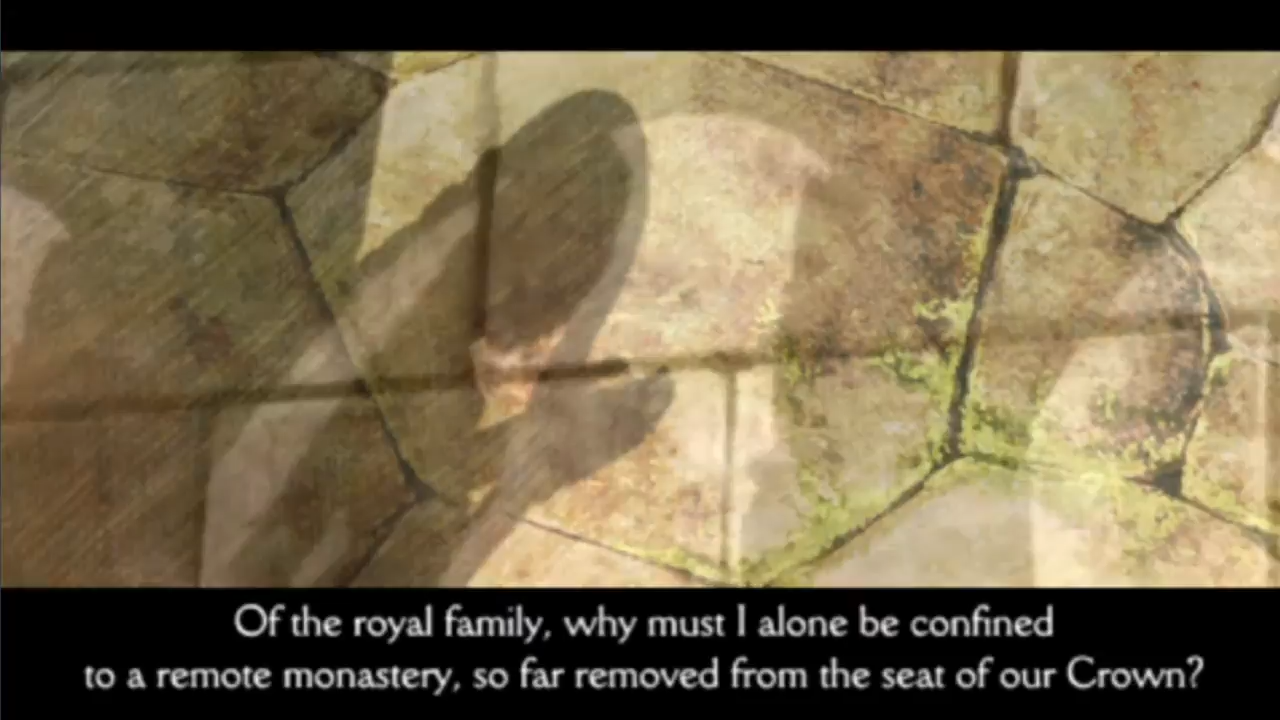 Of the royal family, why must I alone be confined
to a remote monastery, so far removed from the seat of our Crown?